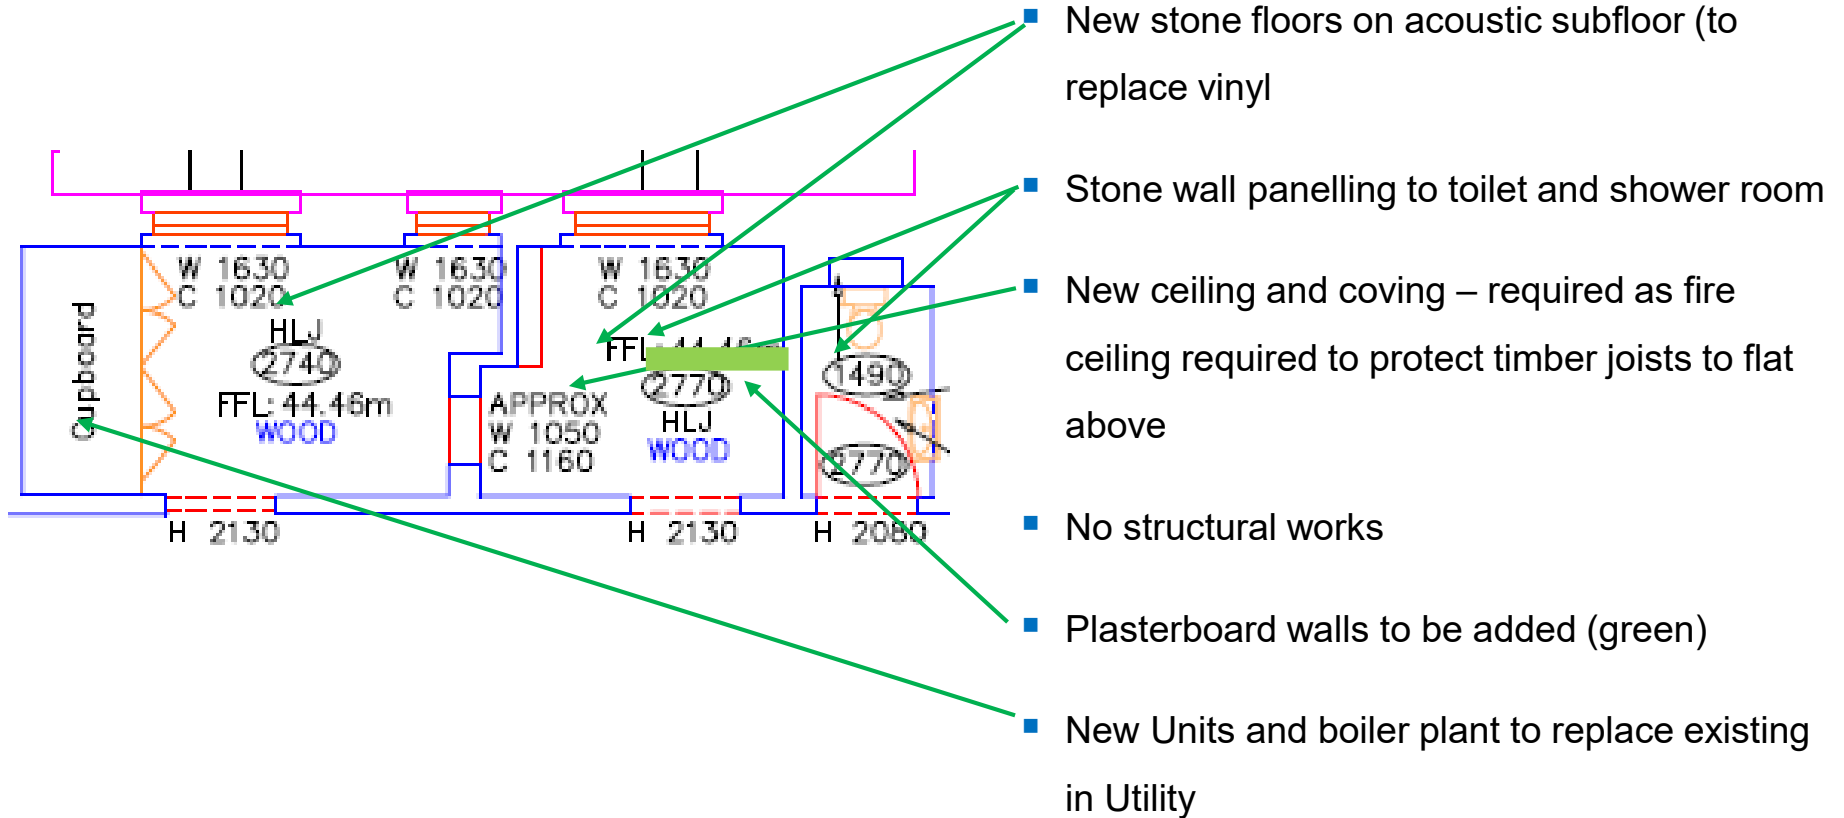 New stone floors on acoustic subfloor (to
replace vinyl
Stone wall panelling to toilet and shower room
New ceiling and coving – required as fire
ceiling required to protect timber joists to flat
above
No structural works
Plasterboard walls to be added (green)
New Units and boiler plant to replace existing
in Utility
Cupboard
W 1630
C 1020
HLJ
2740
FFL: 44.46m
WOOD
H 2130
W 1630
C 1020
W 1630
C 1020
FFL: 44.46m
2770
HLJ
WOOD
APPROX
W 1050
C 1160
H 2130
1490
2770
H 2080